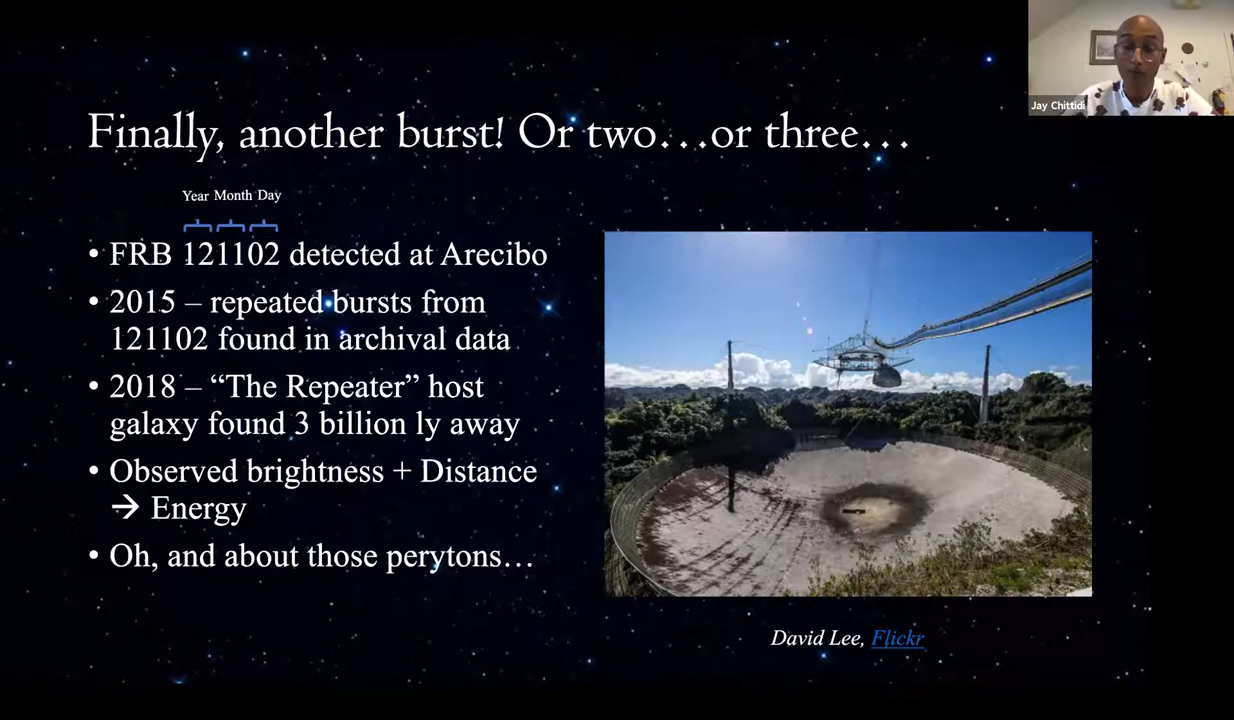 Jay Chittidi
Finally, another burst! Or two…or three…
Year Month Day
• FRB 121102 detected at Arecibo
• 2015 – repeated bursts from
121102 found in archival data
• 2018 – “The Repeater” host
galaxy found 3 billion ly away
• Observed brightness + Distance
→ Energy
• Oh, and about those perytons…
David Lee, Flickr